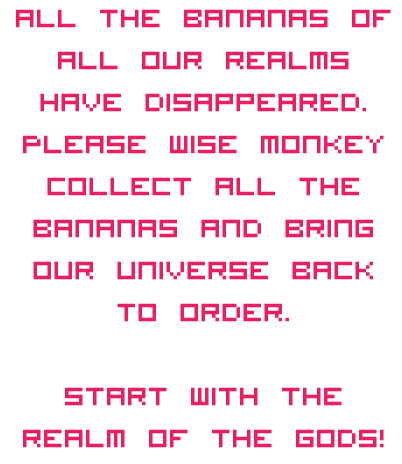 ALL THE BANANAS OF
ALL OUR REALMS
HAVE DISAPPEARED.
PLEASE WISE MONKEY
COLLECT ALL THE
BANANAS AND BRING
OUR UNIVERSE BACK
TO ORDER.
START WITH THE
REALM OF THE GODS!